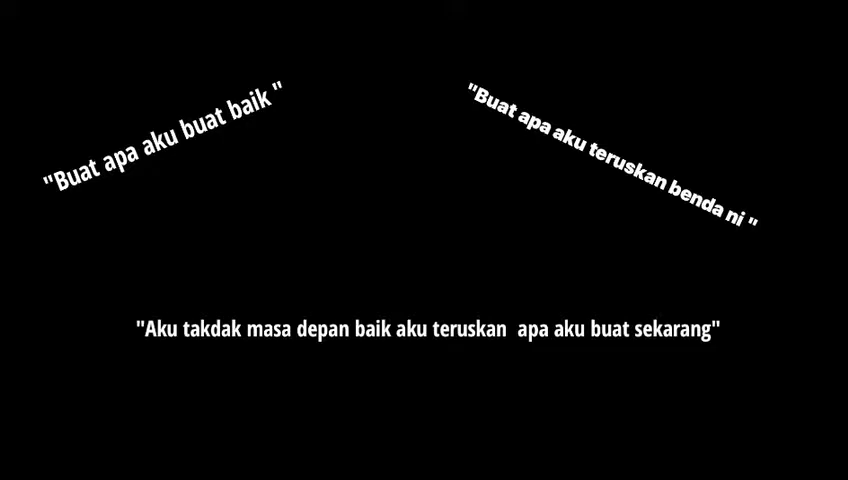 "Buat apa aku buat baik "
"Buat apa aku teruskan benda ni "
"Aku takdak masa depan baik aku teruskan  apa aku buat sekarang"